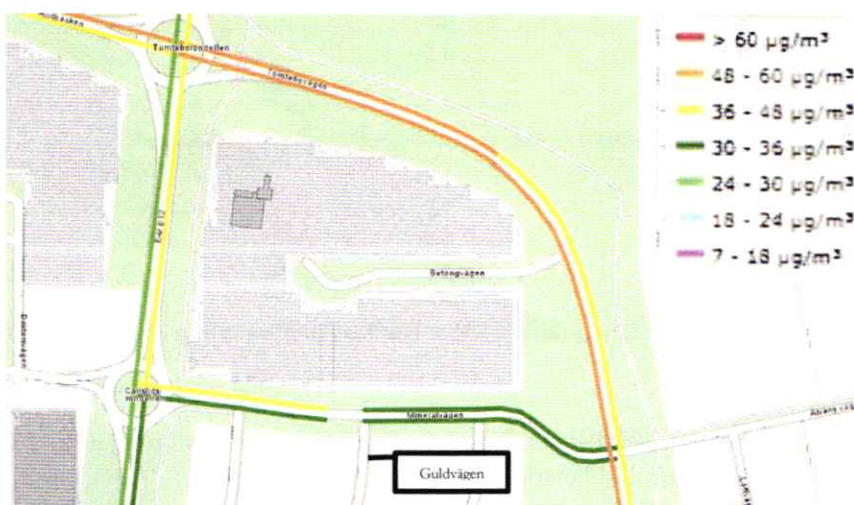 Tomteborondellen
Tomtebovägen
> 60 µg/m³
48 - 60 µg/m³
36 - 48 µg/m³
30 - 36 µg/m³
24 - 30 µg/m³
18 - 24 µg/m³
7 - 18 µg/m³
Betongvägen
Mineralvägen
Guldvägen